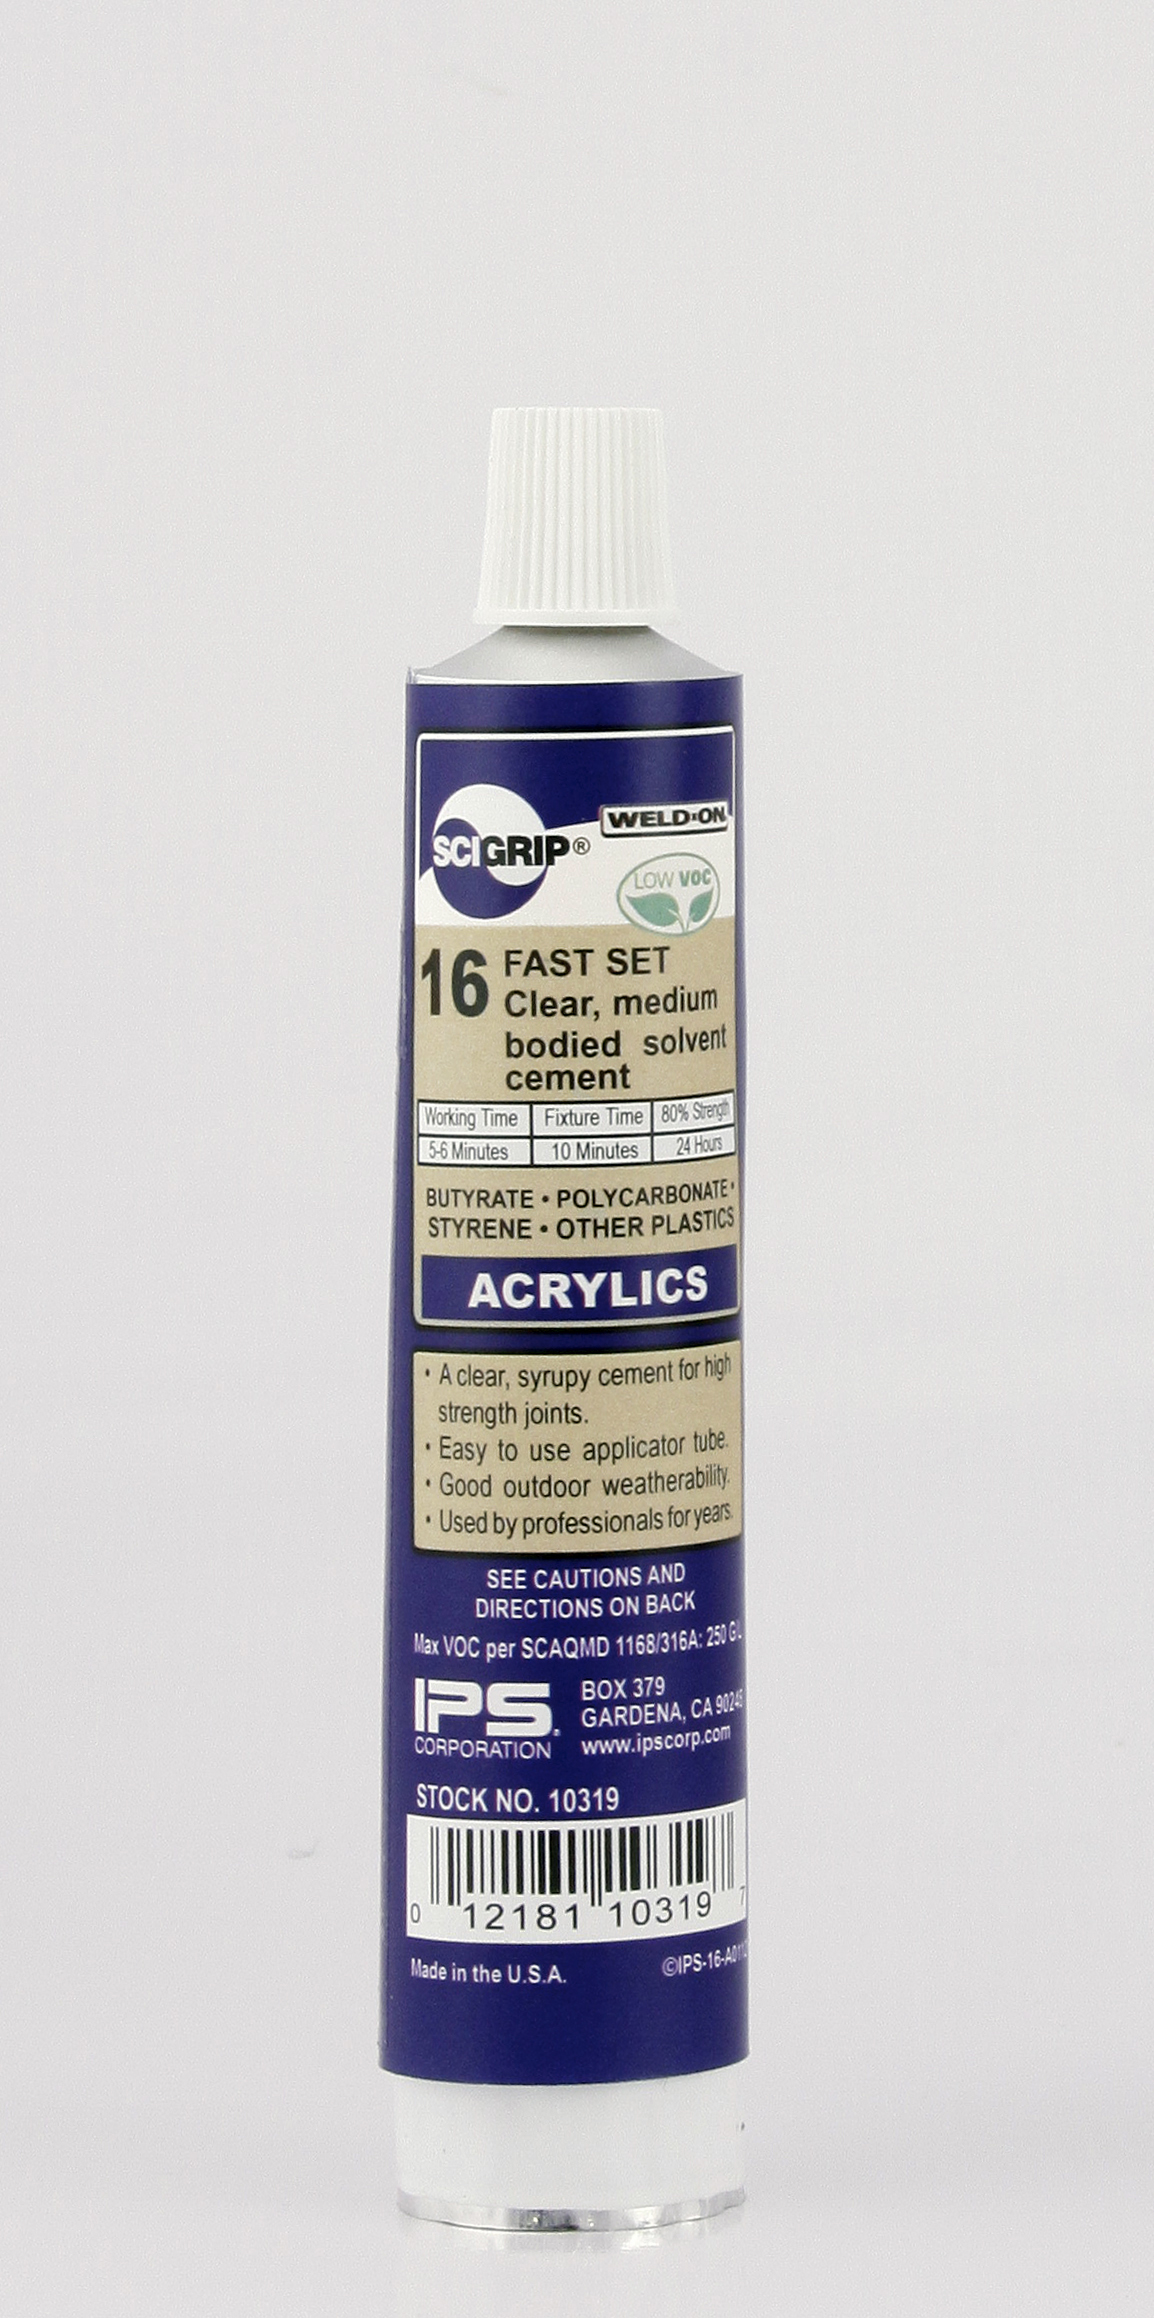 SCIGRIP®
WELD-ON
LOW VOC
16 FAST SET
Clear, medium
bodied solvent
cement
Working Time Fixture Time 80% Strength
5-6 Minutes 10 Minutes 24 Hours
BUTYRATE • POLYCARBONATE •
STYRENE • OTHER PLASTICS
ACRYLICS
• A clear, syrupy cement for high
strength joints.
• Easy to use applicator tube.
• Good outdoor weatherability.
• Used by professionals for years.
SEE CAUTIONS AND
DIRECTIONS ON BACK
Max VOC per SCAQMD 1168/316A: 250 G/L
IPS.
CORPORATION
BOX 379
GARDENA, CA
www.ipscorp.com
STOCK NO. 10319
0 12181 10319 7
Made in the U.S.A.